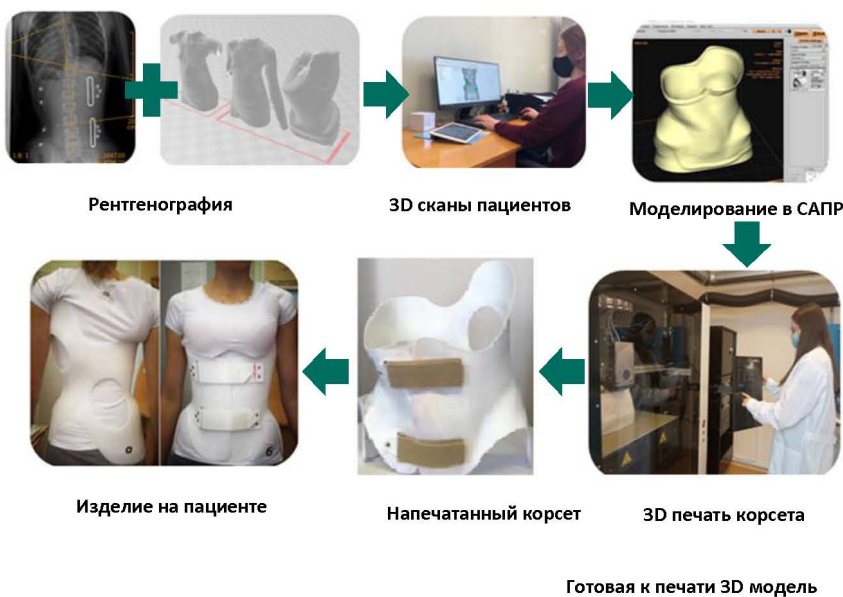 Рентгенография
3D сканы пациентов
Моделирование в САПР
Изделие на пациенте
Напечатанный корсет
3D печать корсета
Готовая к печати 3D модель